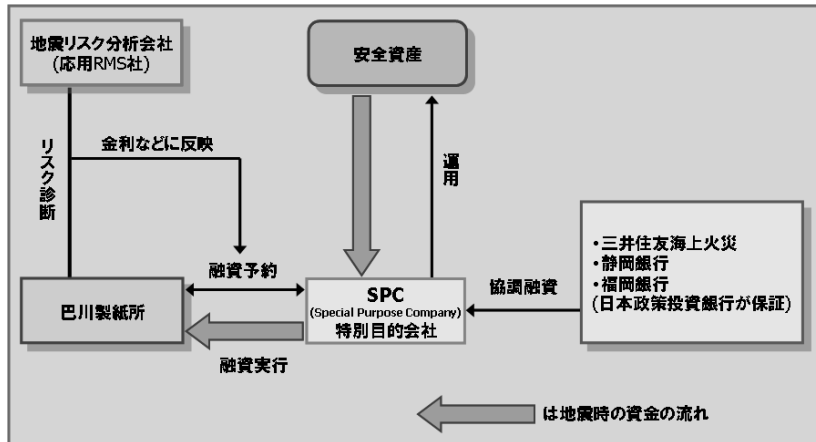 地震リスク分析会社
(応用RMS社)
安全資産
リスク診断
金利などに反映
運用
・三井住友海上火災
・静岡銀行
・福岡銀行
(日本政策投資銀行が保証)
融資予約
協調融資
巴川製紙所
SPC
(Special Purpose Company)
特別目的会社
融資実行
は地震時の資金の流れ